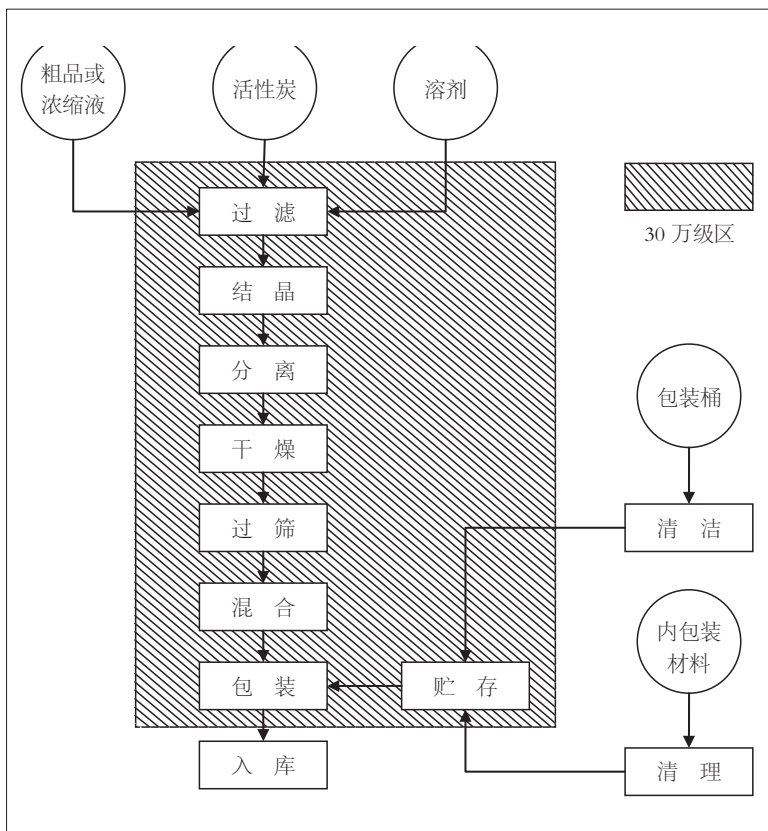 粗品或
浓缩液
活性炭
溶剂
过 滤
30 万级区
结 晶
分 离
包装桶
干 燥
过 筛
清 洁
混 合
内包装
材料
包 装
贮 存
入 库
清 理